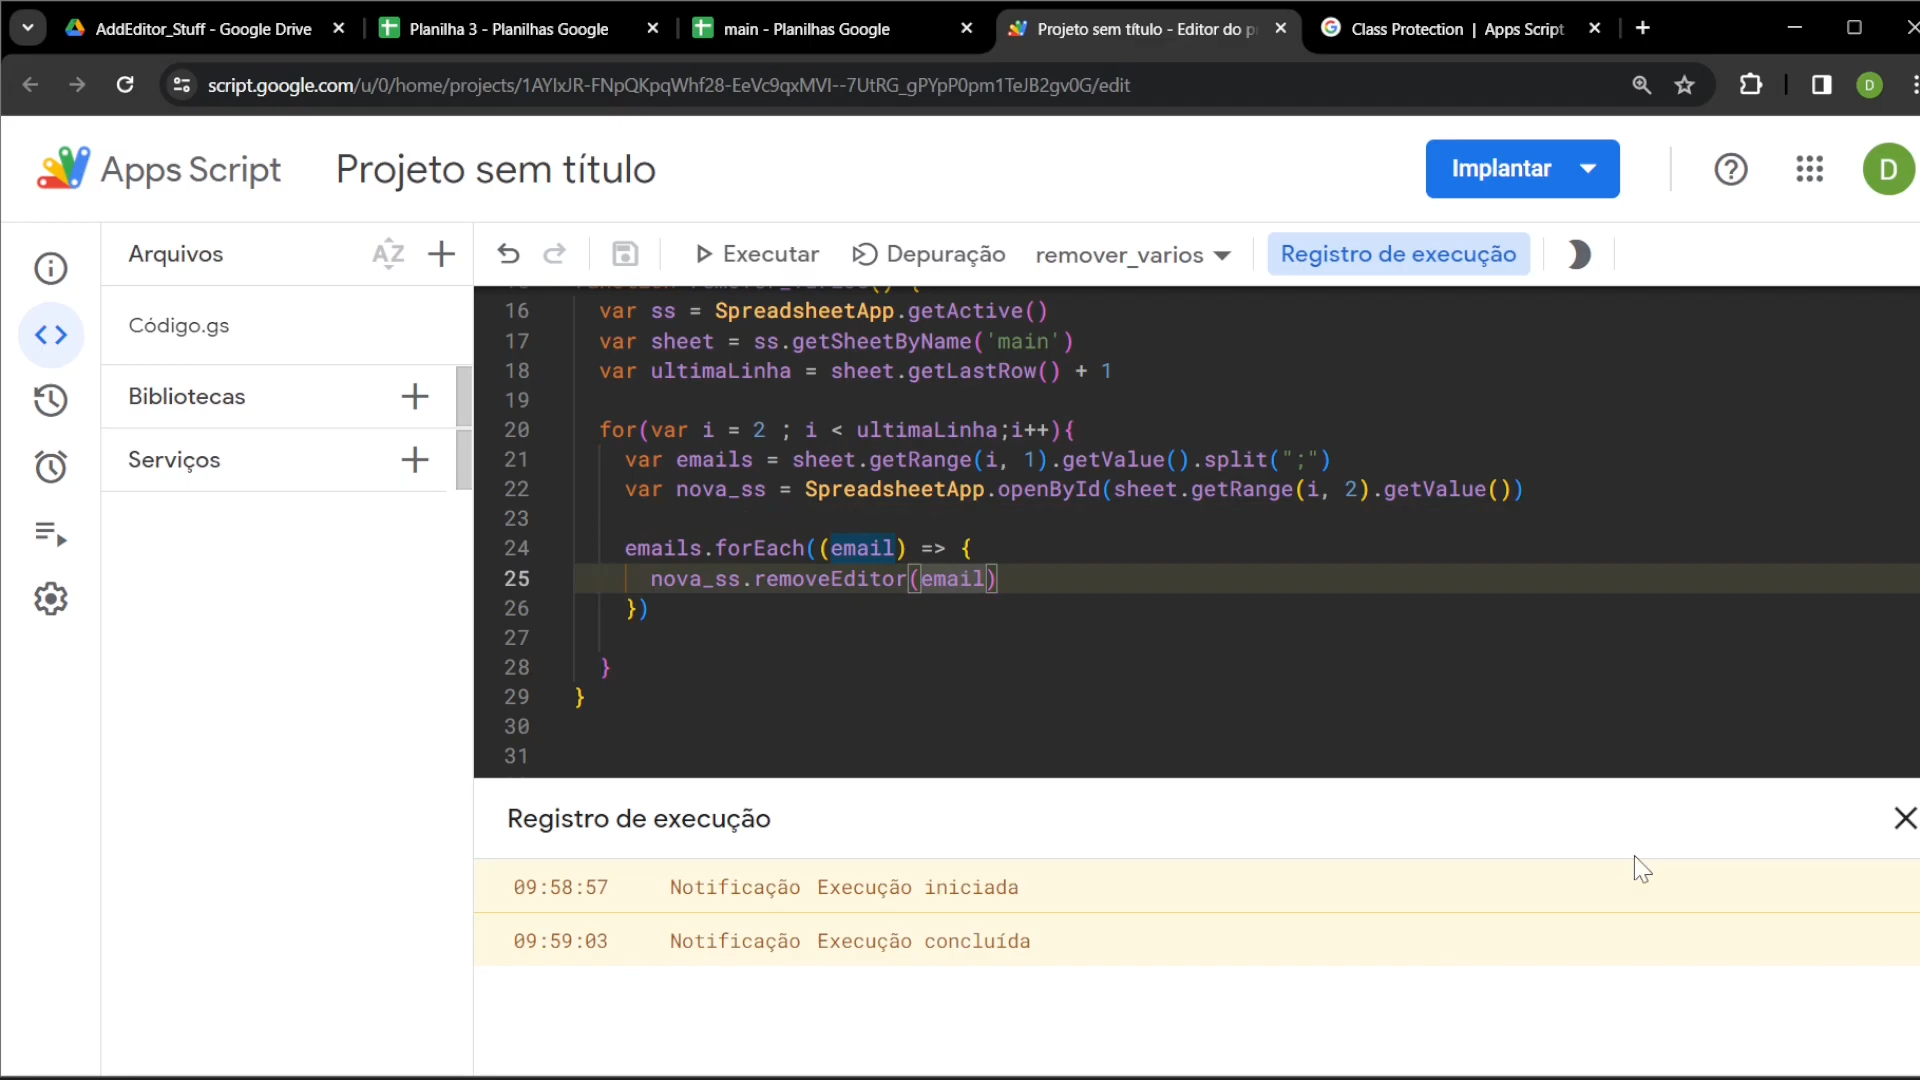 AddEditor_Stuff - Google Drive
Planilha 3 - Planilhas Google
main - Planilhas Google
Projeto sem título - Editor do p
Class Protection | Apps Script
script.google.com/u/0/home/projects/1AYlxJR-FNpQKpqWhf28-EeVc9qxMVI--7UtRG_gPYpP0pm1TeJB2gv0G/edit
D
Apps Script
Projeto sem título
Implantar
D
Arquivos
AZ
Executar
Depuração
remover_varios
Registro de execução
Código.gs
Bibliotecas
Serviços
16 var ss = SpreadsheetApp.getActive()
17 var sheet = ss.getSheetByName('main')
18 var ultimaLinha = sheet.getLastRow() + 1
19
20 for(var i = 2 ; i < ultimaLinha;i++){
21 var emails = sheet.getRange(i, 1).getValue().split(";")
22 var nova_ss = SpreadsheetApp.openById(sheet.getRange(i, 2).getValue())
23
24 emails.forEach((email) => {
25 nova_ss.removeEditor(email)
26 })
27
28 }
29 }
30
31
Registro de execução
09:58:57 Notificação Execução iniciada
09:59:03 Notificação Execução concluída